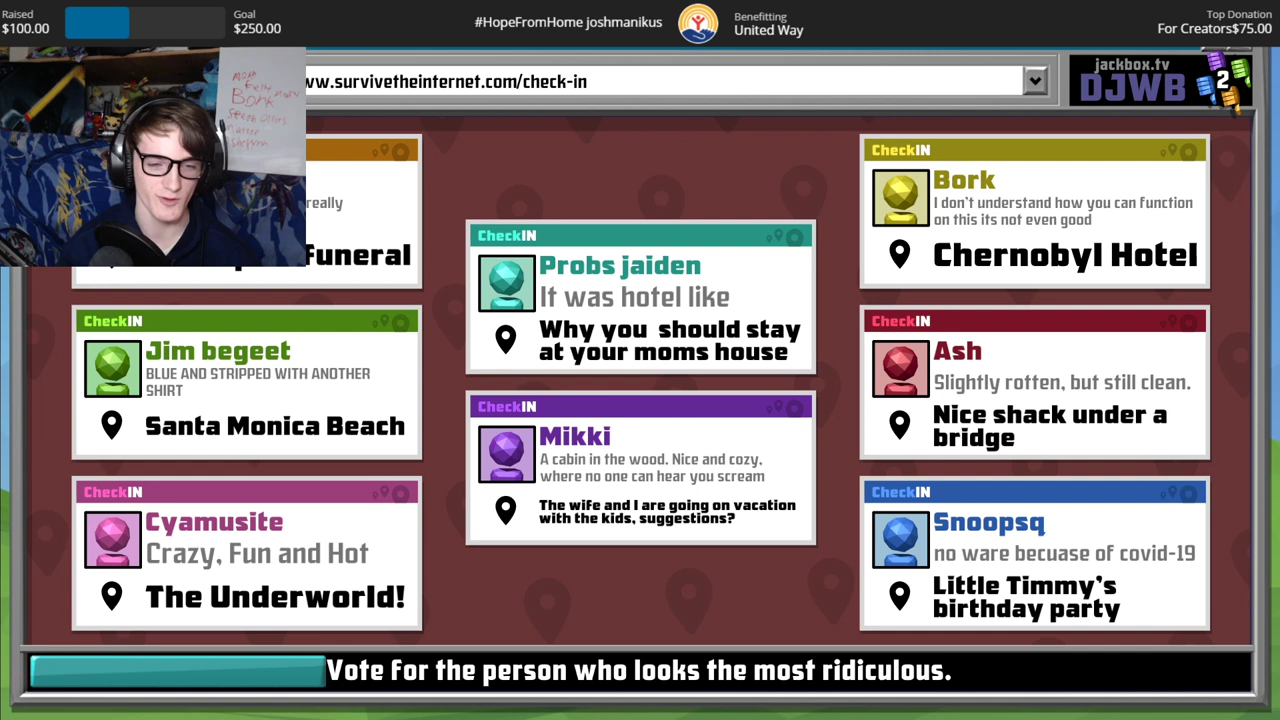 Raised
$100.00
Goal
$250.00
#HopeFromHome joshmanikus
Benefitting
United Way
Top Donation
For Creators$75.00
ww.survivetheinternet.com/check-in
jackbox.tv
DJWB
2
Bork
really
Funeral
CheckIN
Jim begeet
BLUE AND STRIPPED WITH ANOTHER
SHIRT
Santa Monica Beach
CheckIN
Cyamusite
Crazy, Fun and Hot
The Underworld!
CheckIN
Probs jaiden
It was hotel like
Why you should stay
at your moms house
CheckIN
Mikki
A cabin in the wood. Nice and cozy,
where no one can hear you scream
The wife and I are going on vacation
with the kids, suggestions?
CheckIN
Bork
I don't understand how you can function
on this its not even good
Chernobyl Hotel
CheckIN
Ash
Slightly rotten, but still clean.
Nice shack under a
bridge
CheckIN
Snoopsq
no ware becuase of covid-19
Little Timmy's
birthday party
Vote for the person who looks the most ridiculous.